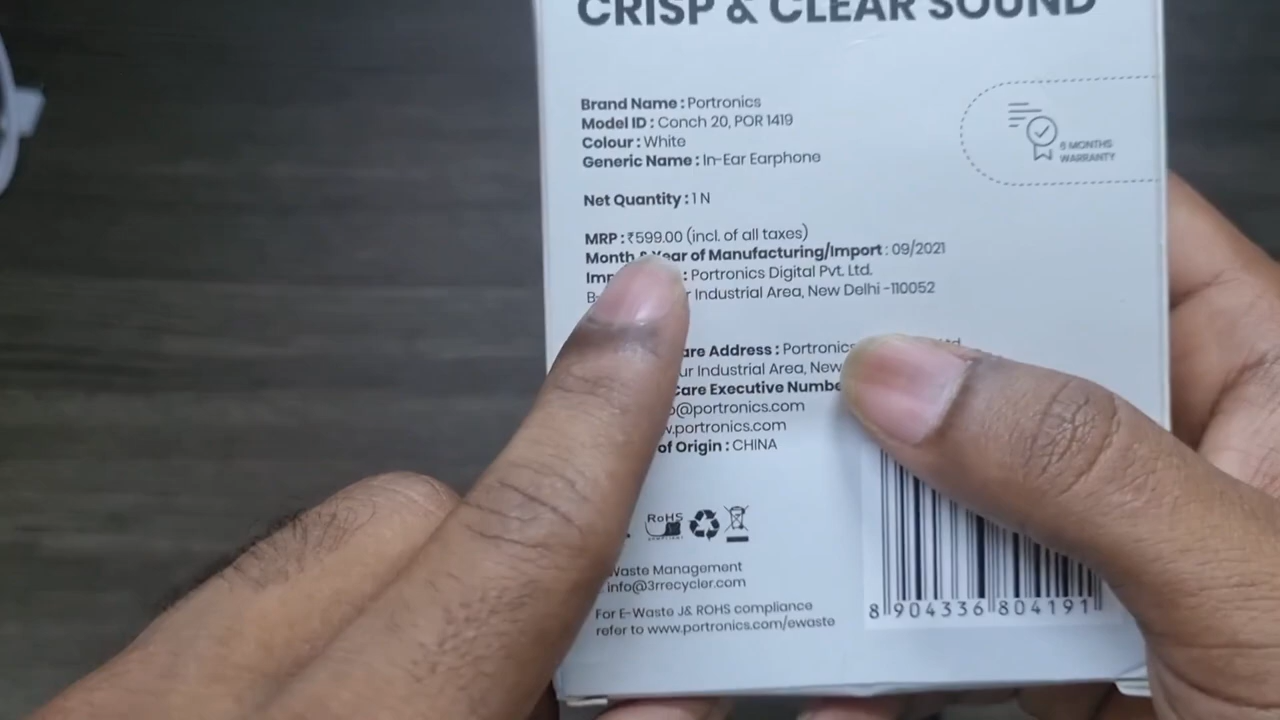 CRISP & CLEAR SOUND
Brand Name : Portronics
Model ID : Conch 20, POR 1419
Colour : White
Generic Name : In-Ear Earphone
6 MONTHS
WARRANTY
Net Quantity : 1 N
MRP : ₹599.00 (incl. of all taxes)
Month & Year of Manufacturing/Import : 09/2021
: Portronics Digital Pvt. Ltd.
Industrial Area, New Delhi -110052
Address : Portronics
Industrial Area, New
Care Executive
@portronics.com
.portronics.com
of Origin : CHINA
RoHS
Waste Management
info@3rrecycler.com
For E-Waste J& ROHS compliance
refer to www.portronics.com/ewaste
8 904336 804191